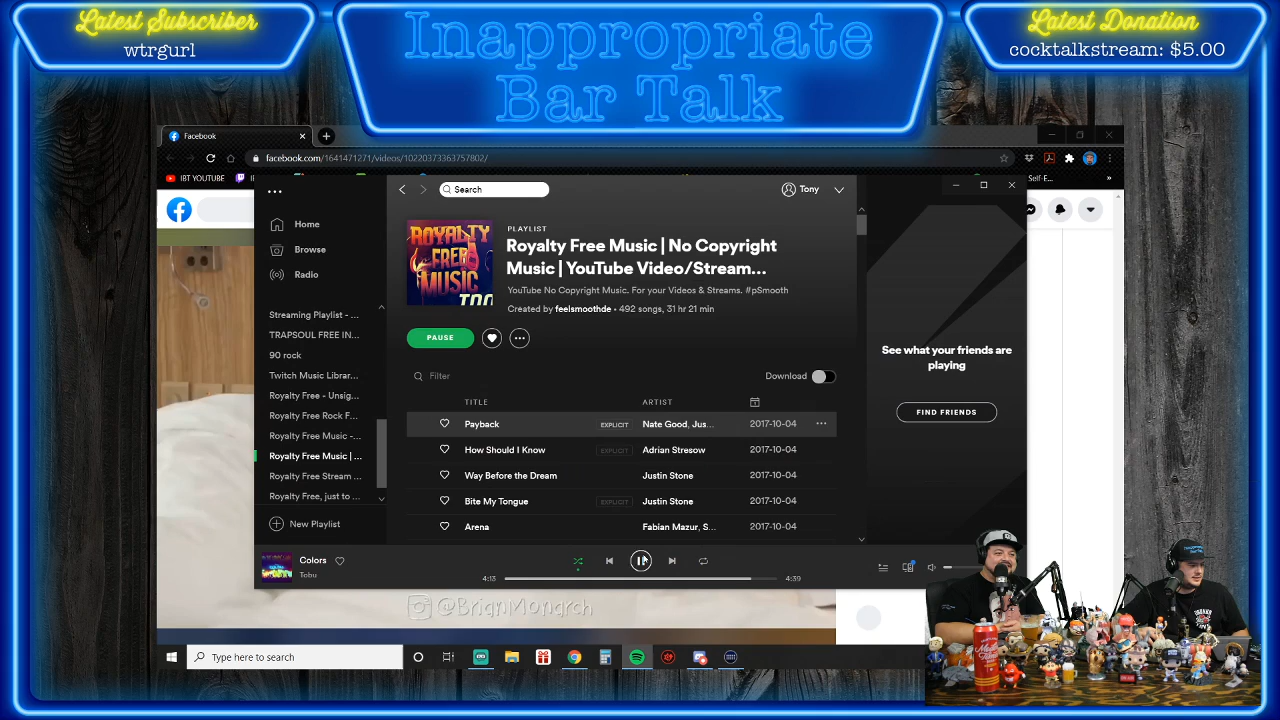 Latest Subscriber
wtrgurl
Inappropriate
Bar Talk
Latest Donation
cocktalkstream: $5.00
Facebook
facebook.com/1641471271/videos/10220373363757802/
IBT YOUTUBE
Self-E...
Search
Tony
Home
Browse
Radio
Streaming Playlist - ...
TRAPSOUL FREE IN...
90 rock
Twitch Music Librar...
Royalty Free - Unsig...
Royalty Free Rock F...
Royalty Free Music -...
Royalty Free Music | ...
Royalty Free Stream ...
Royalty Free, just to ...
New Playlist
ROYALTY
FREE
MUSIC
PLAYLIST
Royalty Free Music | No Copyright
Music | YouTube Video/Stream...
YouTube No Copyright Music. For your Videos & Streams. #pSmooth
Created by feelsmoothde • 492 songs, 31 hr 21 min
PAUSE
Filter
Download
TITLE ARTIST
Payback EXPLICIT Nate Good, Jus... 2017-10-04
How Should I Know EXPLICIT Adrian Stresow 2017-10-04
Way Before the Dream Justin Stone 2017-10-04
Bite My Tongue EXPLICIT Justin Stone 2017-10-04
Arena Fabian Mazur, S... 2017-10-04
See what your friends are
playing
FIND FRIENDS
Colors
Tobu
4:13 4:39
@BrianMonarch
Type here to search